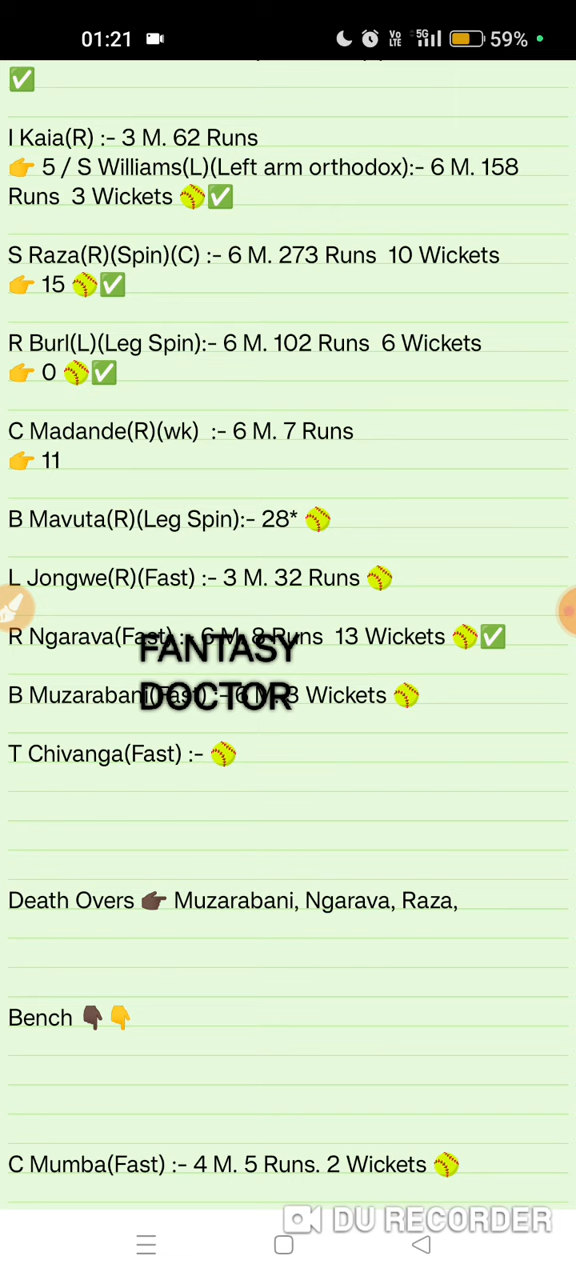 01:21 Vo LTE 5G 59%
✅
I Kaia(R) :- 3 M. 62 Runs
👉 5 / S Williams(L)(Left arm orthodox):- 6 M. 158
Runs 3 Wickets 🥎✅
S Raza(R)(Spin)(C) :- 6 M. 273 Runs 10 Wickets
👉 15 🥎✅
R Burl(L)(Leg Spin):- 6 M. 102 Runs 6 Wickets
👉 0 🥎✅
C Madande(R)(wk) :- 6 M. 7 Runs
👉 11
B Mavuta(R)(Leg Spin):- 28* 🥎
L Jongwe(R)(Fast) :- 3 M. 32 Runs 🥎
R Ngarava(Fast) :- 6 M. 8 Runs 13 Wickets 🥎✅
FANTASY
B Muzarabani(Fast) :- 6 M. 3 Wickets 🥎
DOCTOR
T Chivanga(Fast) :- 🥎
Death Overs 👉🏿 Muzarabani, Ngarava, Raza,
Bench 👇🏿👇
C Mumba(Fast) :- 4 M. 5 Runs. 2 Wickets 🥎
DU RECORDER